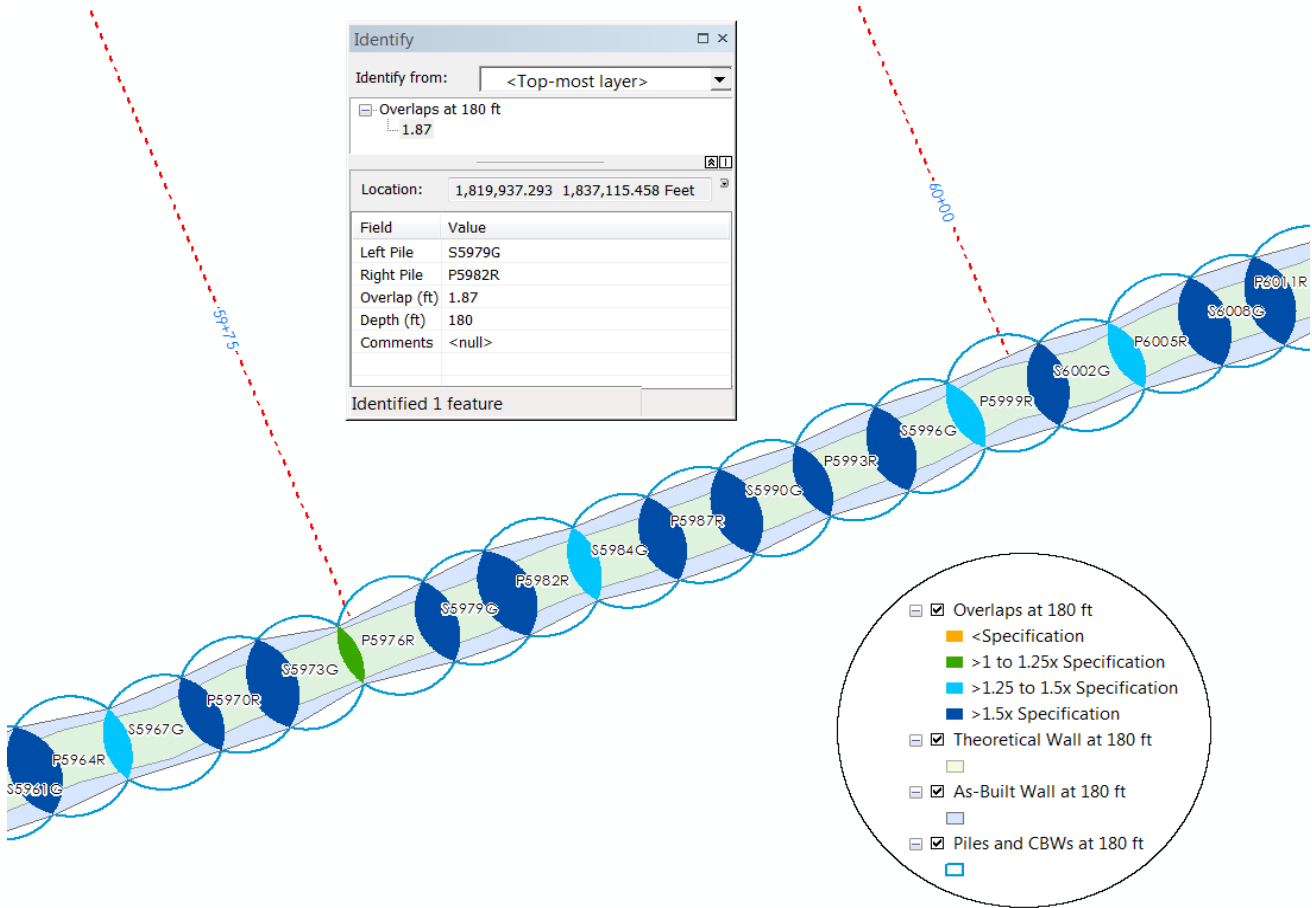 Identify
Identify from: <Top-most layer>
Overlaps at 180 ft
1.87
Location: 1,819,937.293 1,837,115.458 Feet
Field Value
Left Pile S5979G
Right Pile P5982R
Overlap (ft) 1.87
Depth (ft) 180
Comments <null>
Identified 1 feature
59+75
60+00
S5961G
P5964R
S5967G
P5970R
S5973G
P5976R
S5979G
P5982R
S5984G
P5987R
S5990G
P5993R
S5996G
P5999R
S6002G
P6005R
S6008G
P6011R
Overlaps at 180 ft
<Specification
>1 to 1.25x Specification
>1.25 to 1.5x Specification
>1.5x Specification
Theoretical Wall at 180 ft
As-Built Wall at 180 ft
Piles and CBWs at 180 ft